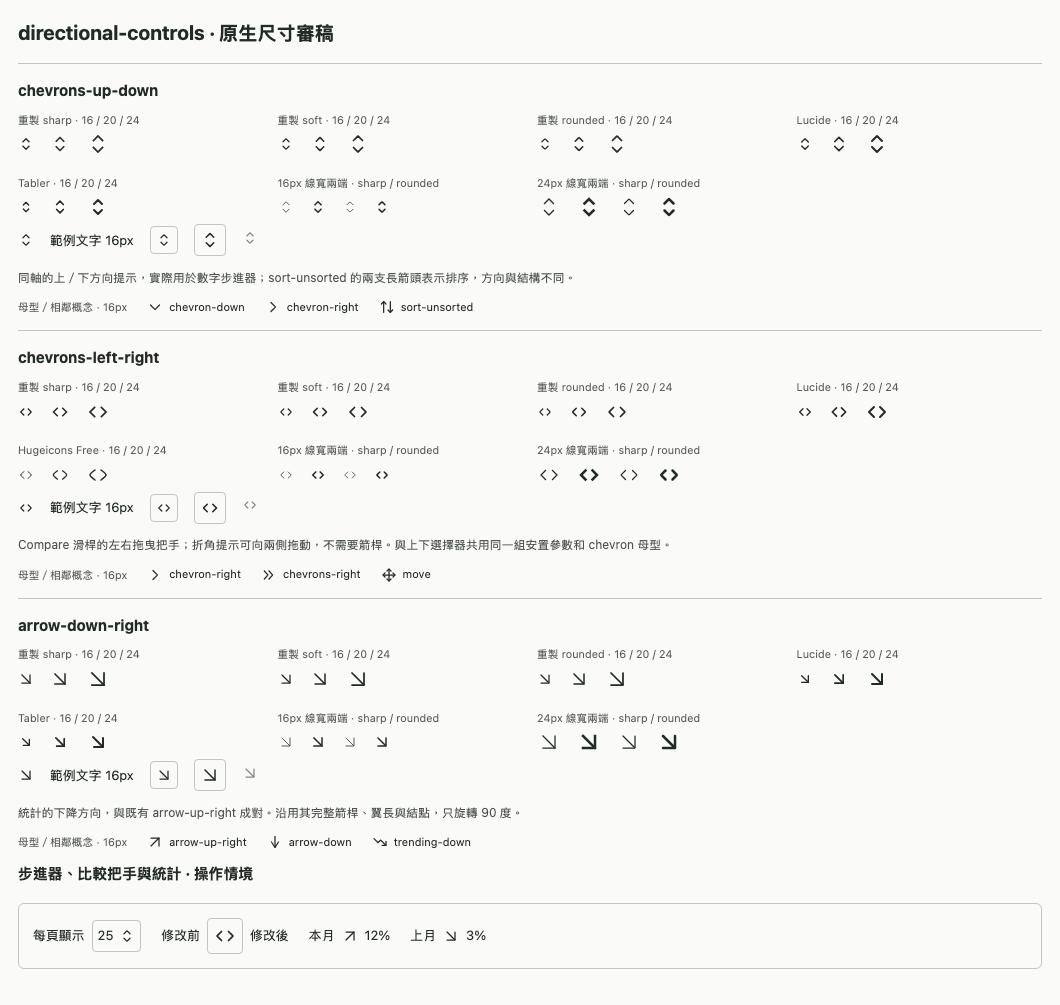 directional-controls · 原生尺寸審稿
chevrons-up-down
重製 sharp · 16 / 20 / 24
重製 soft · 16 / 20 / 24
重製 rounded · 16 / 20 / 24
Lucide · 16 / 20 / 24
Tabler · 16 / 20 / 24
16px 線寬兩端 · sharp / rounded
24px 線寬兩端 · sharp / rounded
範例文字 16px
同軸的上 / 下方向提示，實際用於數字步進器；sort-unsorted 的兩支長箭頭表示排序，方向與結構不同。
母型 / 相鄰概念 · 16px chevron-down chevron-right sort-unsorted
chevrons-left-right
重製 sharp · 16 / 20 / 24
重製 soft · 16 / 20 / 24
重製 rounded · 16 / 20 / 24
Lucide · 16 / 20 / 24
Hugeicons Free · 16 / 20 / 24
16px 線寬兩端 · sharp / rounded
24px 線寬兩端 · sharp / rounded
範例文字 16px
Compare 滑桿的左右拖曳把手；折角提示可向兩側拖動，不需要箭桿。與上下選擇器共用同一組安置參數和 chevron 母型。
母型 / 相鄰概念 · 16px chevron-right chevrons-right move
arrow-down-right
重製 sharp · 16 / 20 / 24
重製 soft · 16 / 20 / 24
重製 rounded · 16 / 20 / 24
Lucide · 16 / 20 / 24
Tabler · 16 / 20 / 24
16px 線寬兩端 · sharp / rounded
24px 線寬兩端 · sharp / rounded
範例文字 16px
統計的下降方向，與既有 arrow-up-right 成對。沿用其完整箭桿、翼長與結點，只旋轉 90 度。
母型 / 相鄰概念 · 16px arrow-up-right arrow-down trending-down
步進器、比較把手與統計 · 操作情境
每頁顯示 25 修改前 修改後 本月 12% 上月 3%